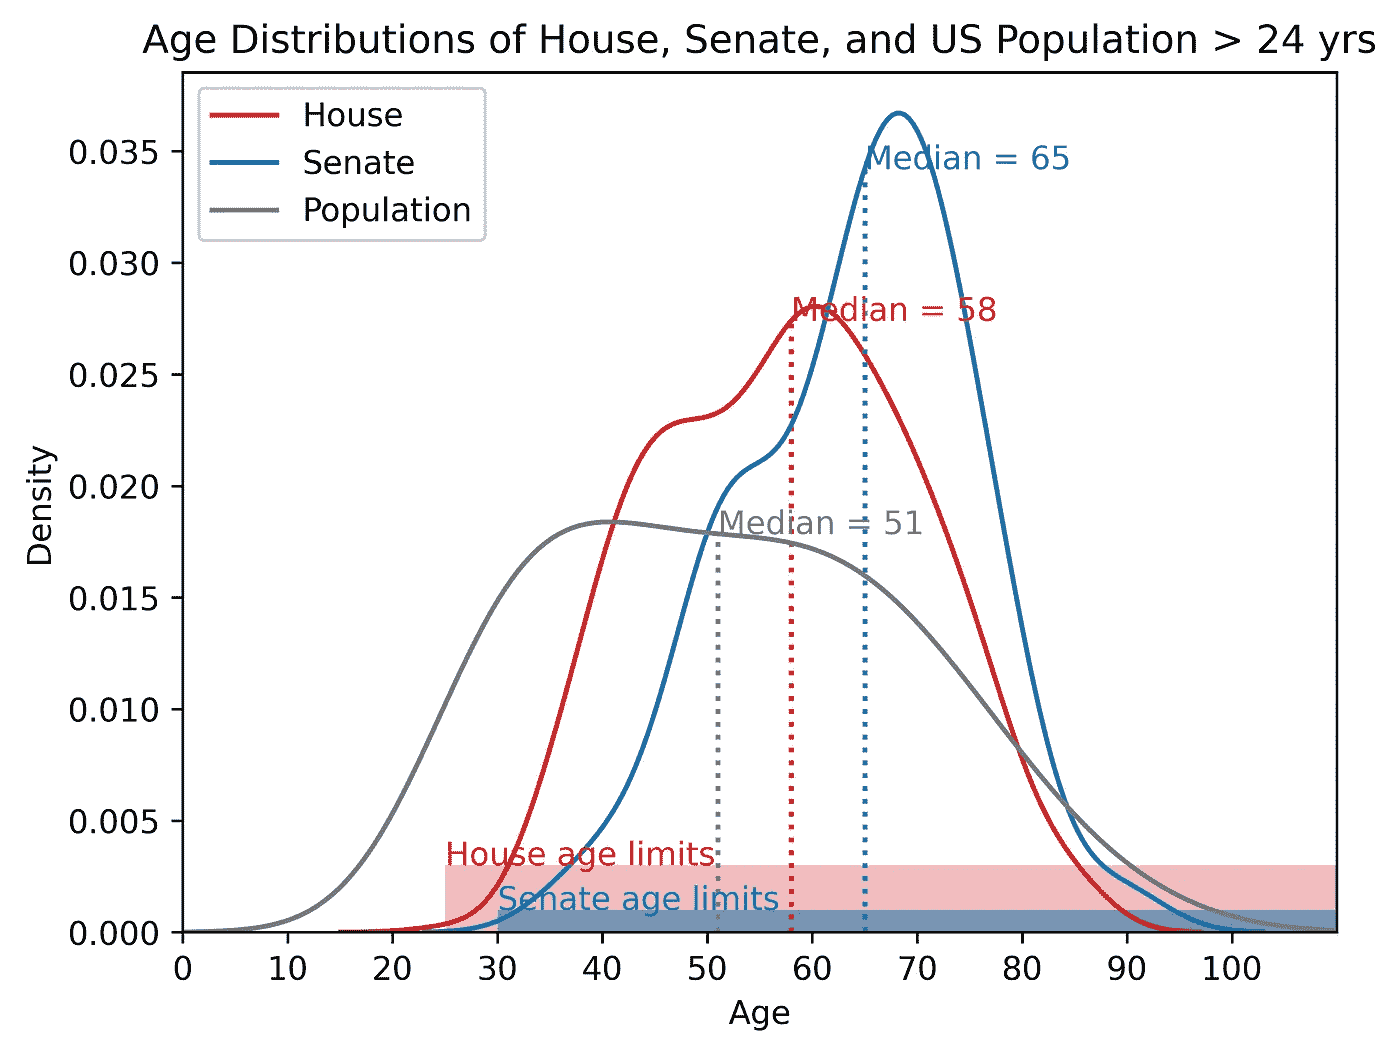 Age Distributions of House, Senate, and US Population > 24 yrs
House
Senate
Population
Median = 65
Median = 58
Median = 51
House age limits
Senate age limits
Density
0.035
0.030
0.025
0.020
0.015
0.010
0.005
0.000
0 10 20 30 40 50 60 70 80 90 100
Age